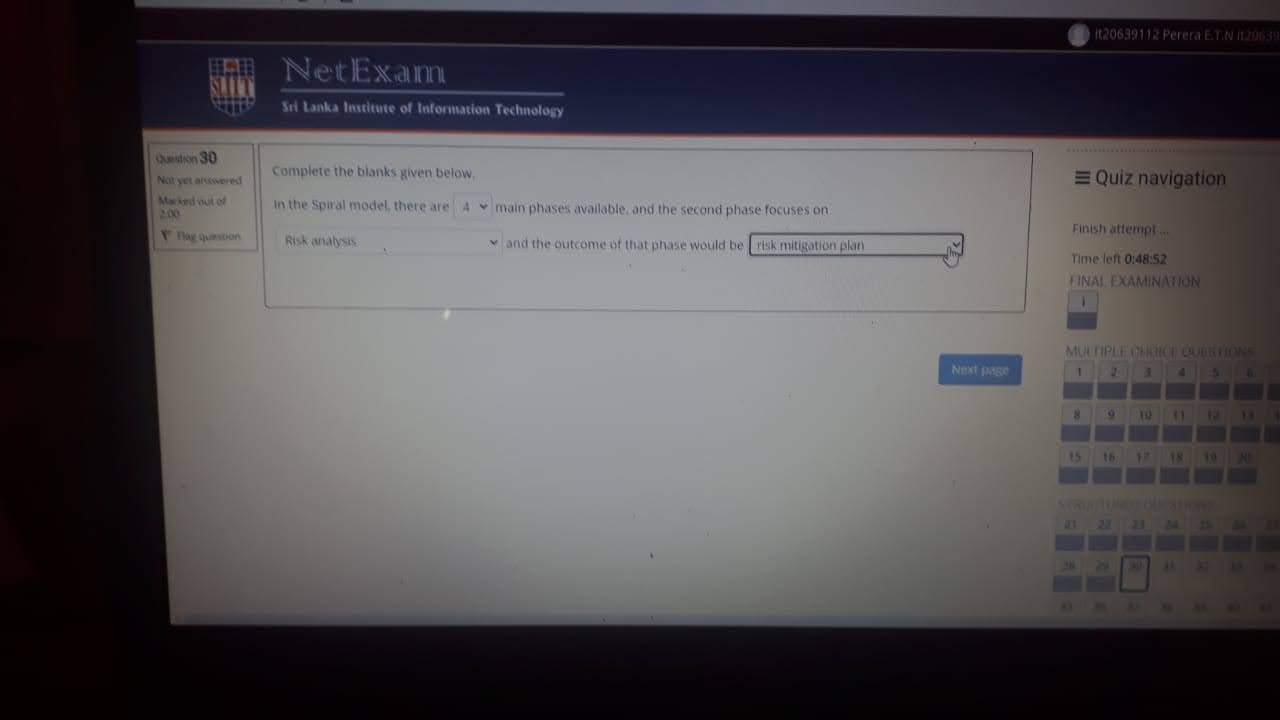 it20639112 Perera E.T.N
NetExam
SLIIT
Sri Lanka Institute of Information Technology
Question 30
Not yet answered
Marked out of
2.00
Flag question
Complete the blanks given below.
In the Spiral model, there are 4 main phases available, and the second phase focuses on
Risk analysis and the outcome of that phase would be risk mitigation plan
Next page
Quiz navigation
Finish attempt ...
Time left 0:48:52
FINAL EXAMINATION
i
MULTIPLE CHOICE QUESTIONS
1 2 3 4 5 6
8 9 10 11 12 13
15 16 17 18 19 20
STRUCTURED QUESTIONS
21 22 23 24 25 26 27
28 29 30 31 32 33 34